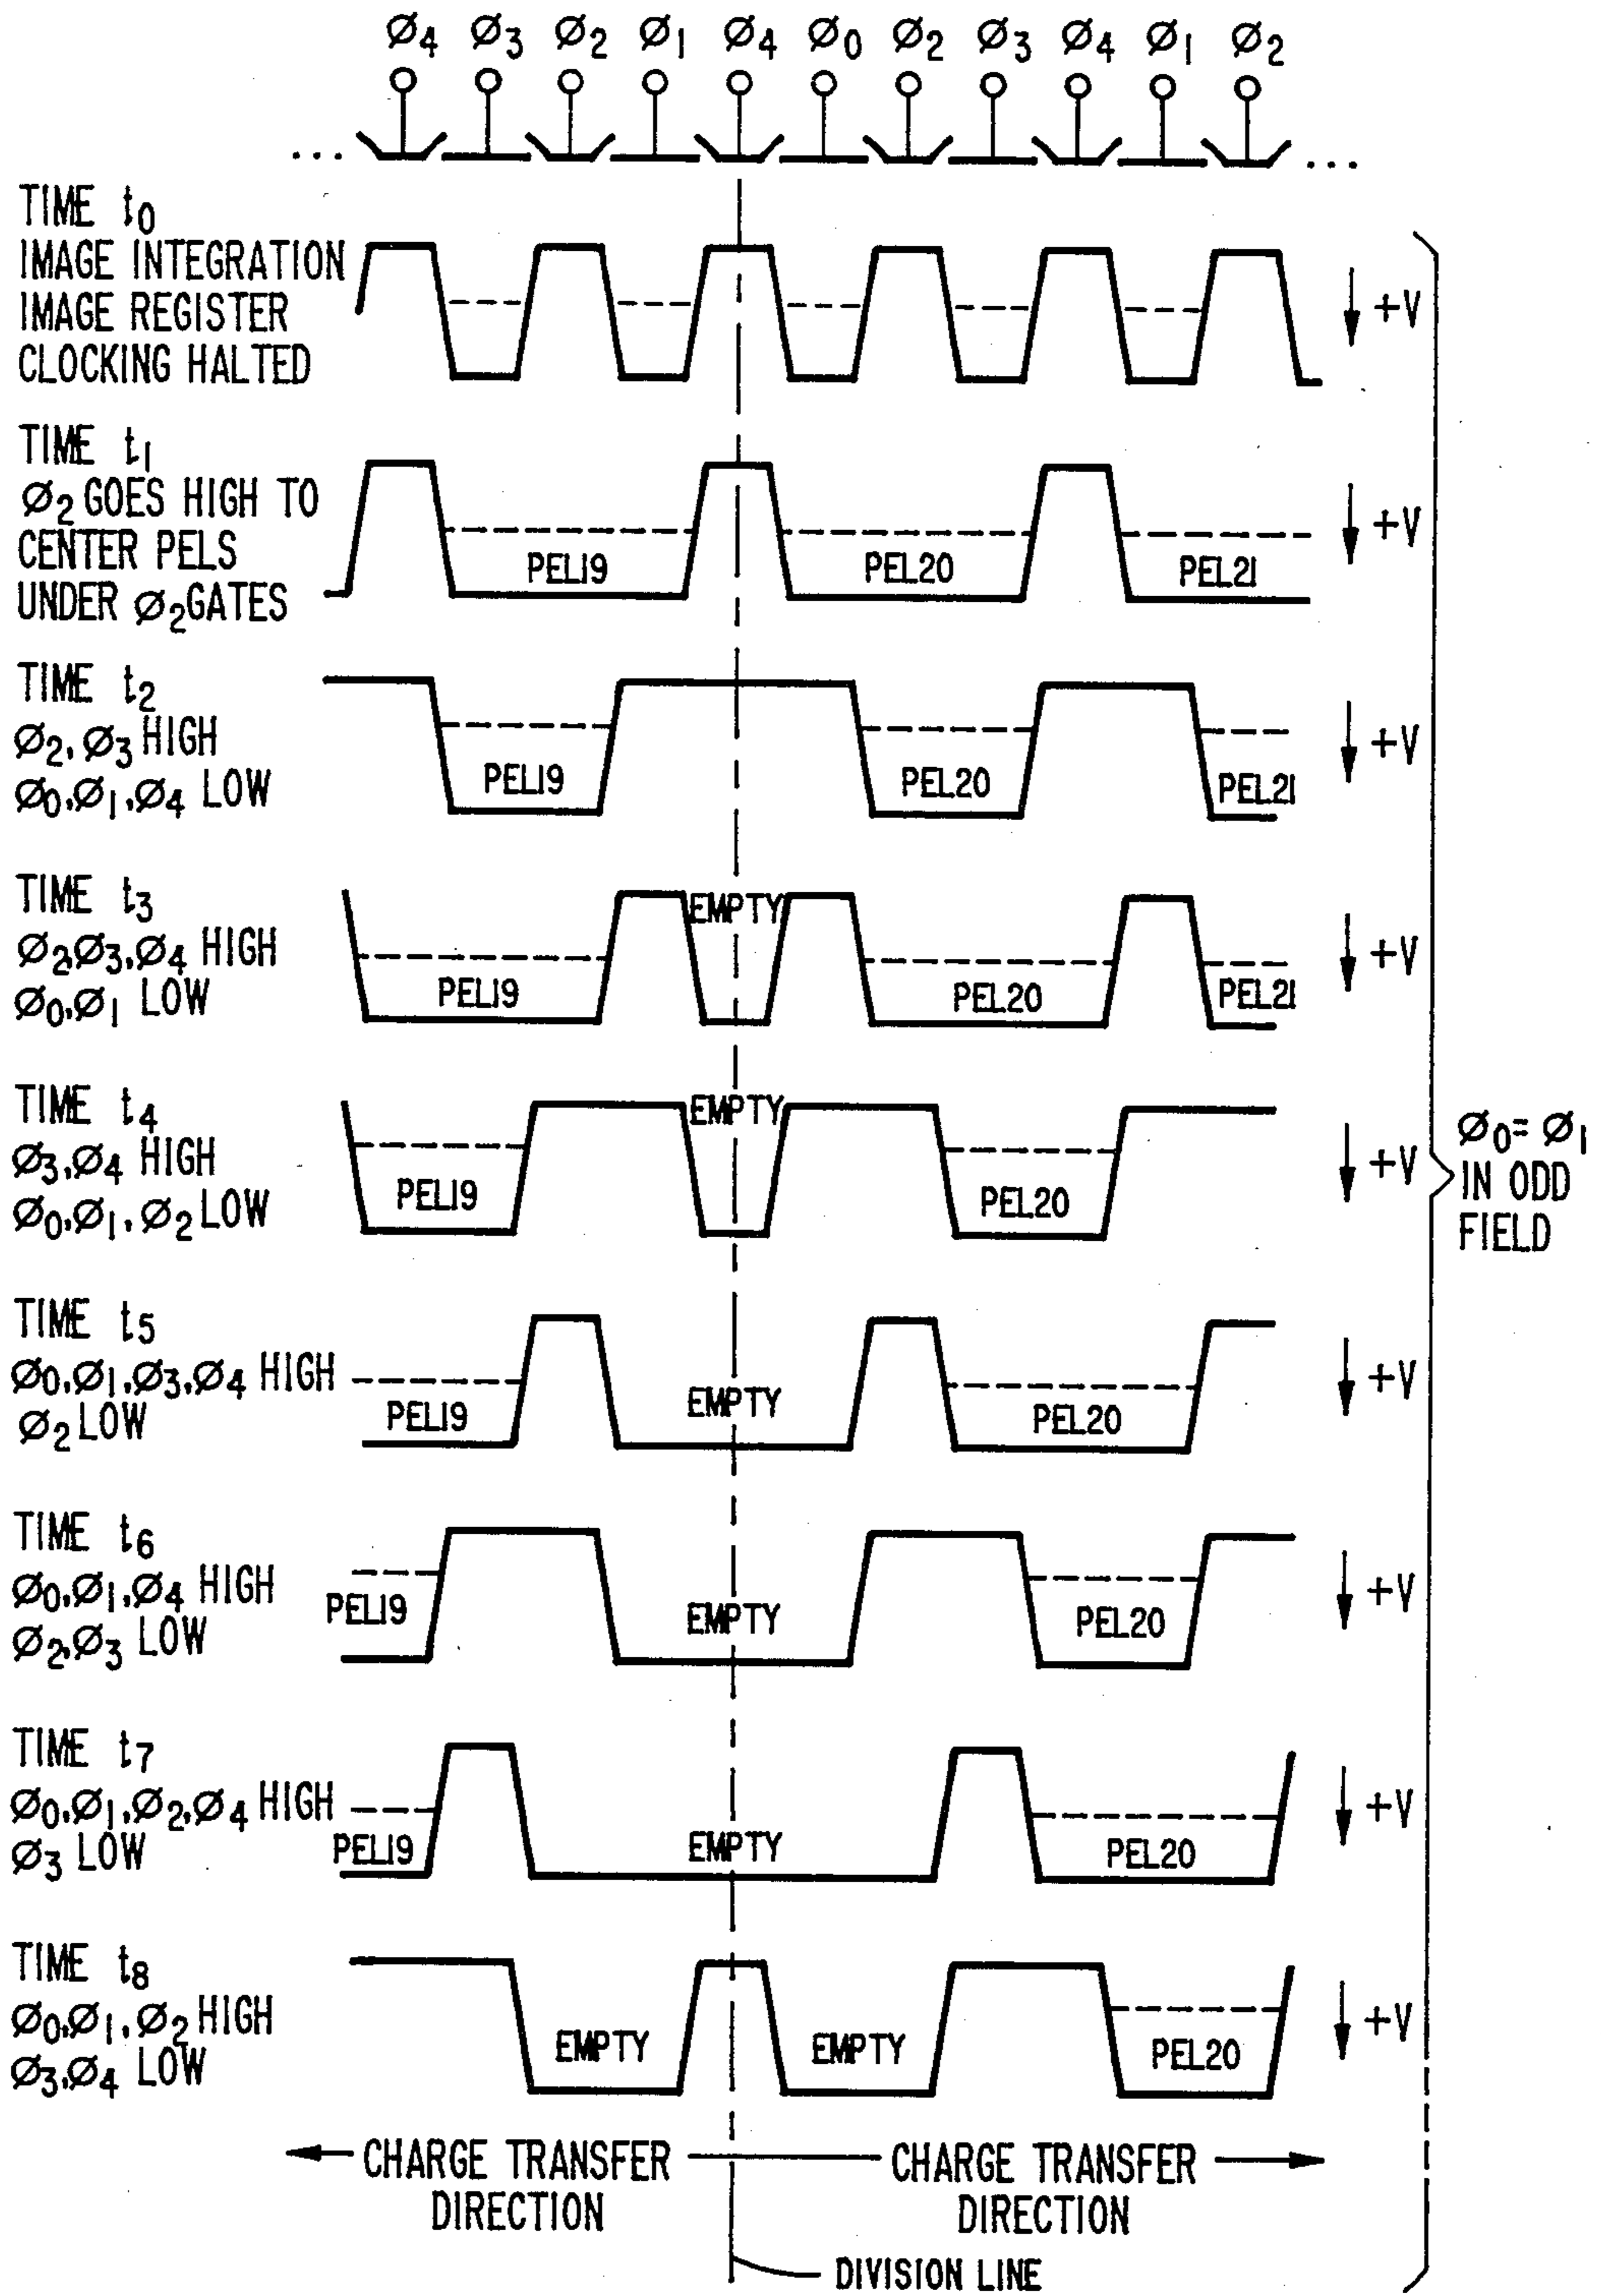 Ø4 Ø3 Ø2 Ø1 Ø4 Ø0 Ø2 Ø3 Ø4 Ø1 Ø2
... ...
TIME t0
IMAGE INTEGRATION
IMAGE REGISTER
CLOCKING HALTED
+V
TIME t1
Ø2 GOES HIGH TO
CENTER PELS
UNDER Ø2 GATES
PEL19 PEL20 PEL21
+V
TIME t2
Ø2, Ø3 HIGH
Ø0,Ø1,Ø4 LOW
PEL19 PEL20 PEL21
+V
TIME t3
Ø2,Ø3,Ø4 HIGH
Ø0,Ø1 LOW
EMPTY
PEL19 PEL20 PEL21
+V
TIME t4
Ø3,Ø4 HIGH
Ø0,Ø1,Ø2 LOW
EMPTY
PEL19 PEL20
+V
Ø0=Ø1
IN ODD
FIELD
TIME t5
Ø0,Ø1,Ø3,Ø4 HIGH
Ø2 LOW
PEL19 EMPTY PEL20
+V
TIME t6
Ø0,Ø1,Ø4 HIGH
Ø2,Ø3 LOW
PEL19 EMPTY PEL20
+V
TIME t7
Ø0,Ø1,Ø2,Ø4 HIGH
Ø3 LOW
PEL19 EMPTY PEL20
+V
TIME t8
Ø0,Ø1,Ø2 HIGH
Ø3,Ø4 LOW
EMPTY EMPTY PEL20
+V
CHARGE TRANSFER
DIRECTION
CHARGE TRANSFER
DIRECTION
DIVISION LINE